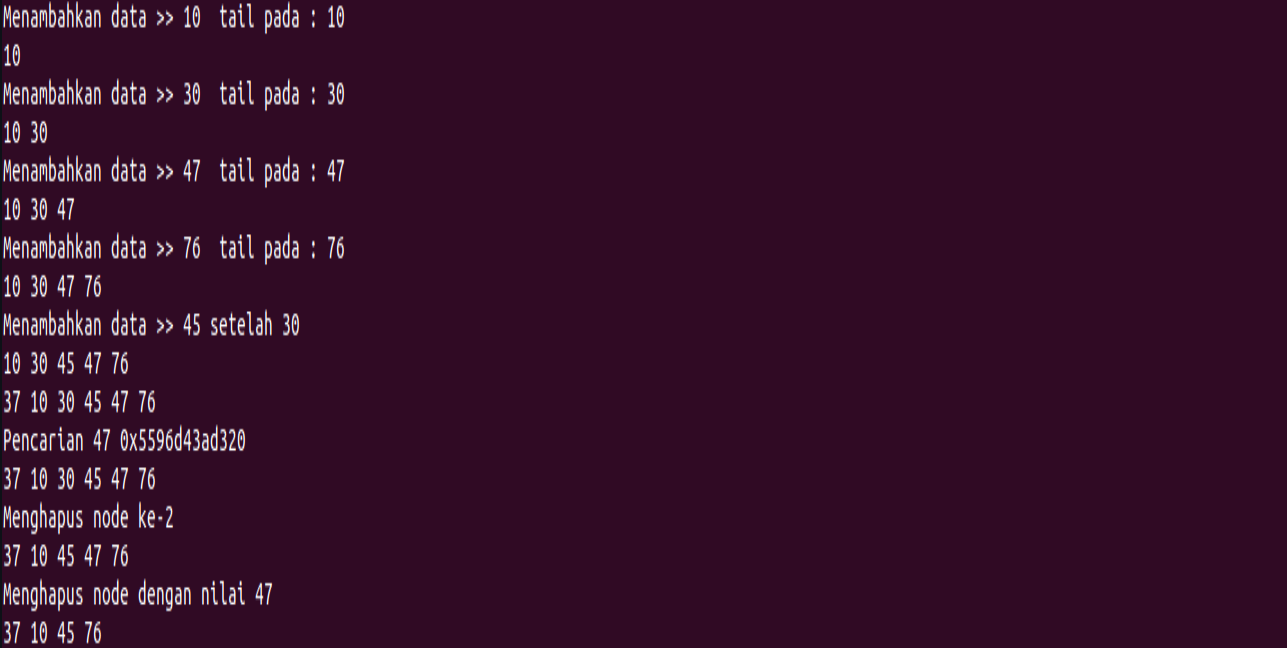 Menambahkan data >> 10  tail pada : 10
10
Menambahkan data >> 30  tail pada : 30
10 30
Menambahkan data >> 47  tail pada : 47
10 30 47
Menambahkan data >> 76  tail pada : 76
10 30 47 76
Menambahkan data >> 45 setelah 30
10 30 45 47 76
37 10 30 45 47 76
Pencarian 47 0x5596d43ad320
37 10 30 45 47 76
Menghapus node ke-2
37 10 45 47 76
Menghapus node dengan nilai 47
37 10 45 76